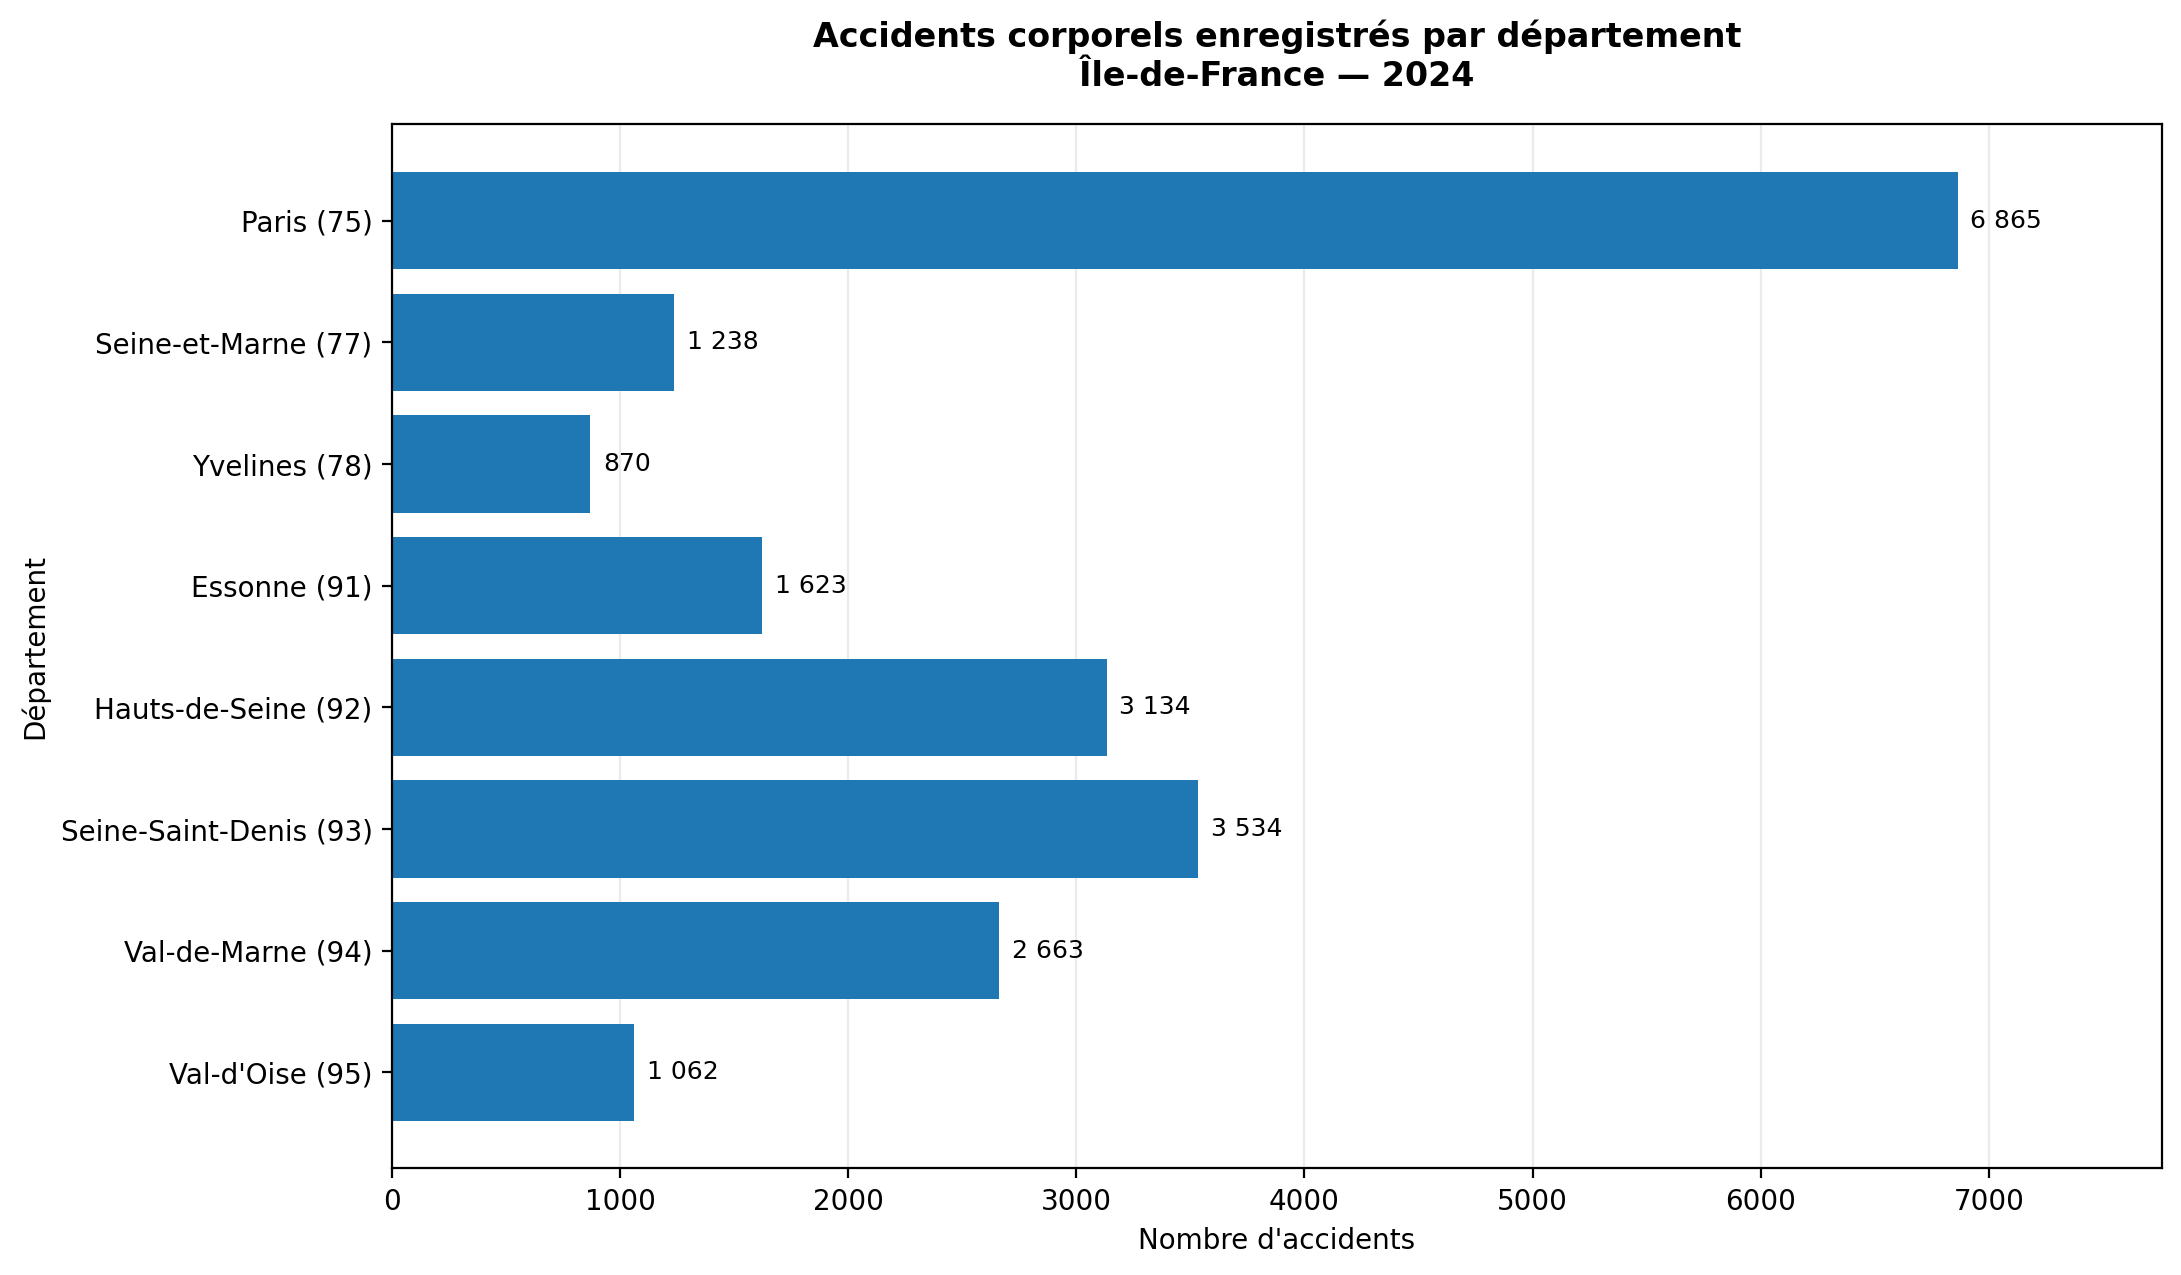 Accidents corporels enregistrés par département
Île-de-France — 2024
Département
Paris (75)
6 865
Seine-et-Marne (77)
1 238
Yvelines (78)
870
Essonne (91)
1 623
Hauts-de-Seine (92)
3 134
Seine-Saint-Denis (93)
3 534
Val-de-Marne (94)
2 663
Val-d'Oise (95)
1 062
0 1000 2000 3000 4000 5000 6000 7000
Nombre d'accidents